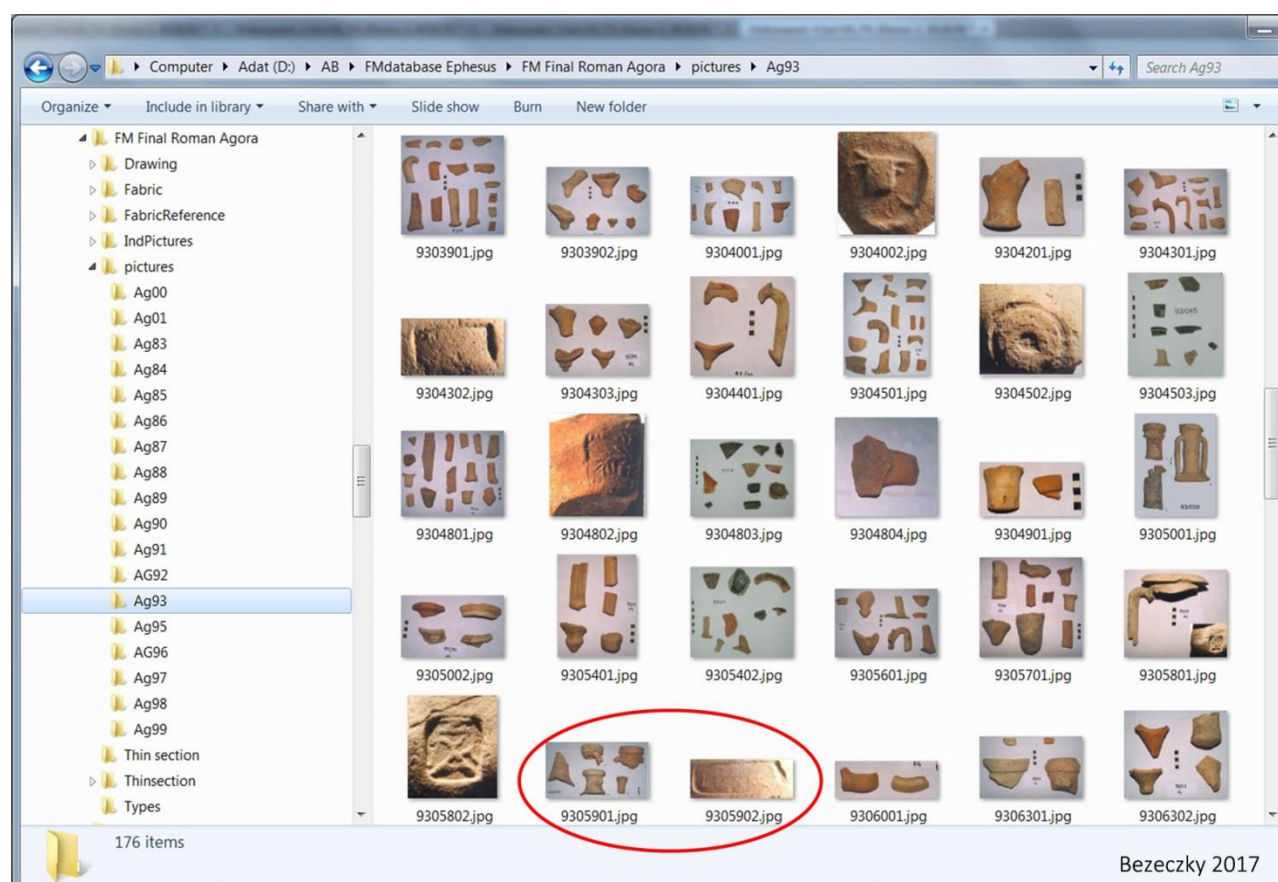 Computer ▸ Adat (D:) ▸ AB ▸ FMdatabase Ephesus ▸ FM Final Roman Agora ▸ pictures ▸ Ag93
Search Ag93
Organize Include in library Share with Slide show Burn New folder
FM Final Roman Agora
Drawing
Fabric
FabricReference
IndPictures
pictures
Ag00
Ag01
Ag83
Ag84
Ag85
Ag86
Ag87
Ag88
Ag89
Ag90
Ag91
AG92
Ag93
Ag95
AG96
Ag97
Ag98
Ag99
Thin section
Thinsection
Types
9303901.jpg 9303902.jpg 9304001.jpg 9304002.jpg 9304201.jpg 9304301.jpg
9304302.jpg 9304303.jpg 9304401.jpg 9304501.jpg 9304502.jpg 9304503.jpg
9304801.jpg 9304802.jpg 9304803.jpg 9304804.jpg 9304901.jpg 9305001.jpg
9305002.jpg 9305401.jpg 9305402.jpg 9305601.jpg 9305701.jpg 9305801.jpg
9305802.jpg 9305901.jpg 9305902.jpg 9306001.jpg 9306301.jpg 9306302.jpg
176 items
Bezeczky 2017